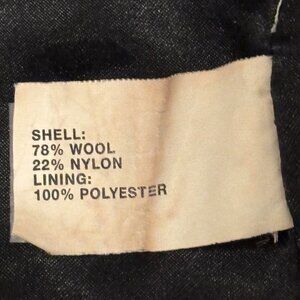 SHELL:
78% WOOL
22% NYLON
LINING:
100% POLYESTER